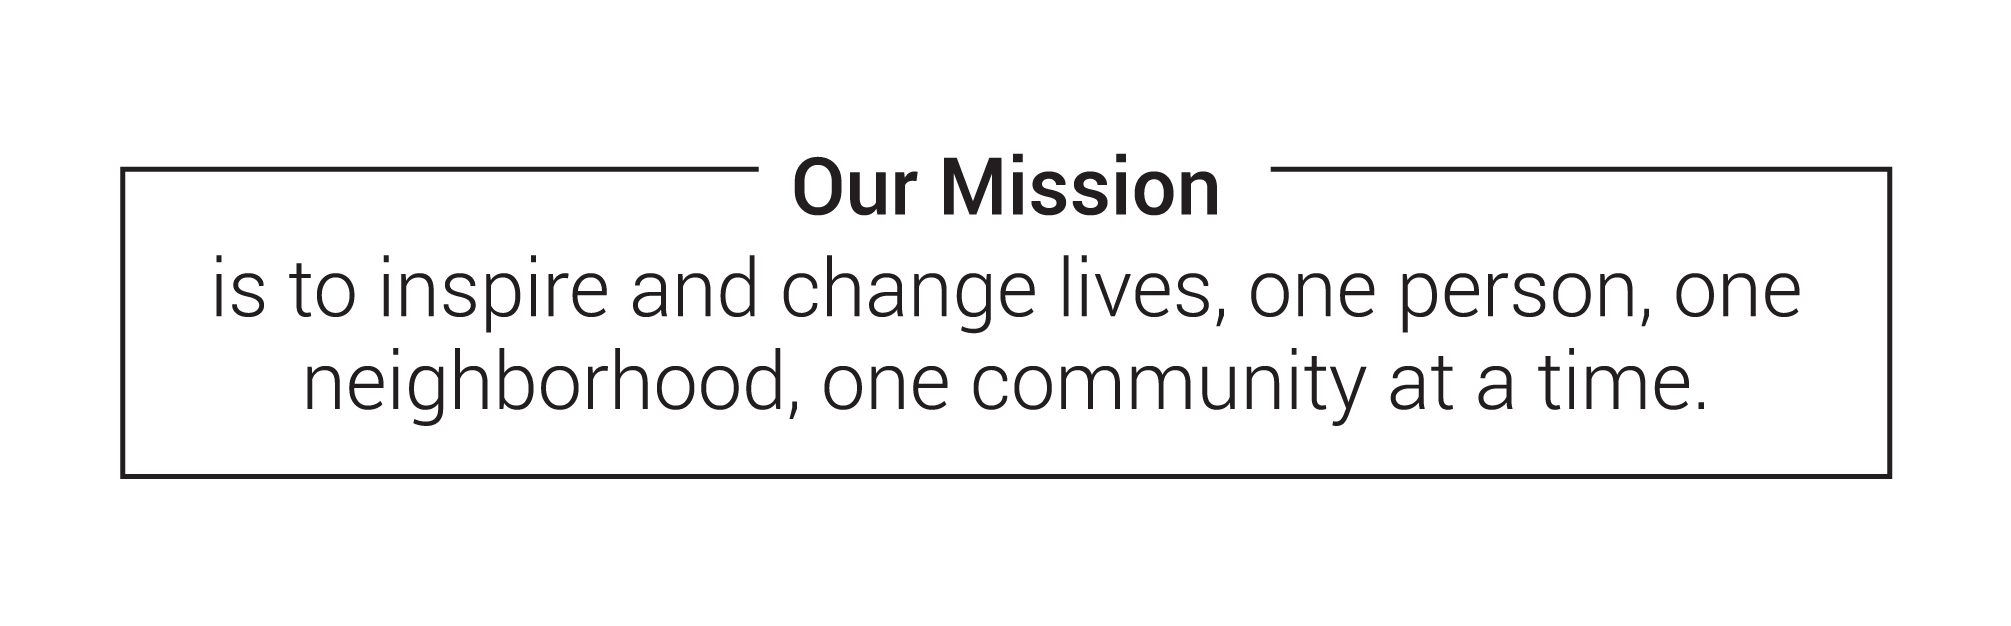 Our Mission
is to inspire and change lives, one person, one
neighborhood, one community at a time.